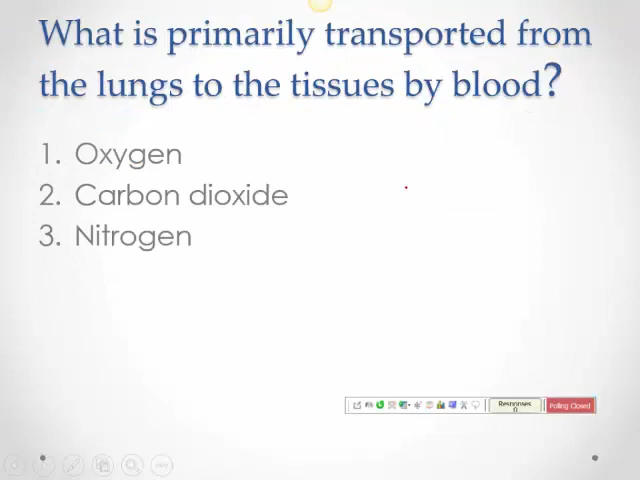 What is primarily transported from
the lungs to the tissues by blood?
1. Oxygen
2. Carbon dioxide
3. Nitrogen
Responses
0
Polling Closed